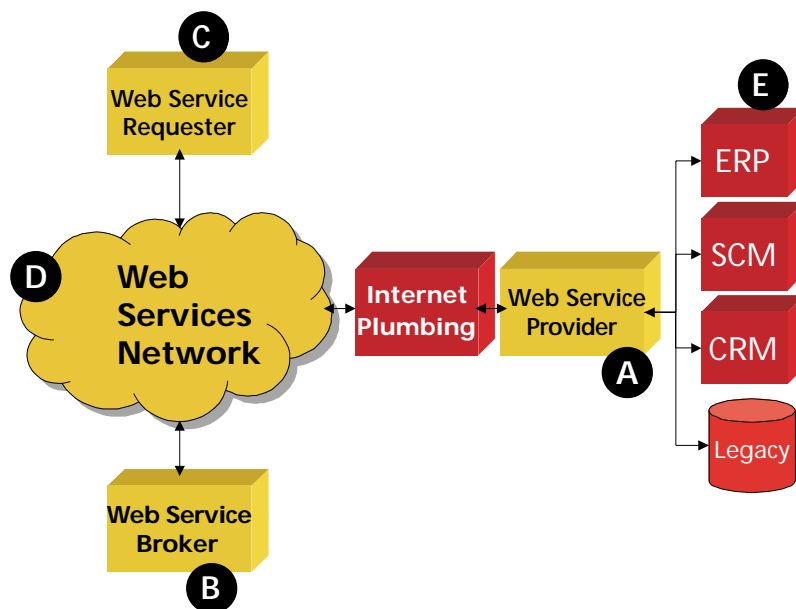 C
Web Service
Requester
E
ERP
D
Web
Services
Network
Internet
Plumbing
Web Service
Provider
A
SCM
CRM
Legacy
Web Service
Broker
B